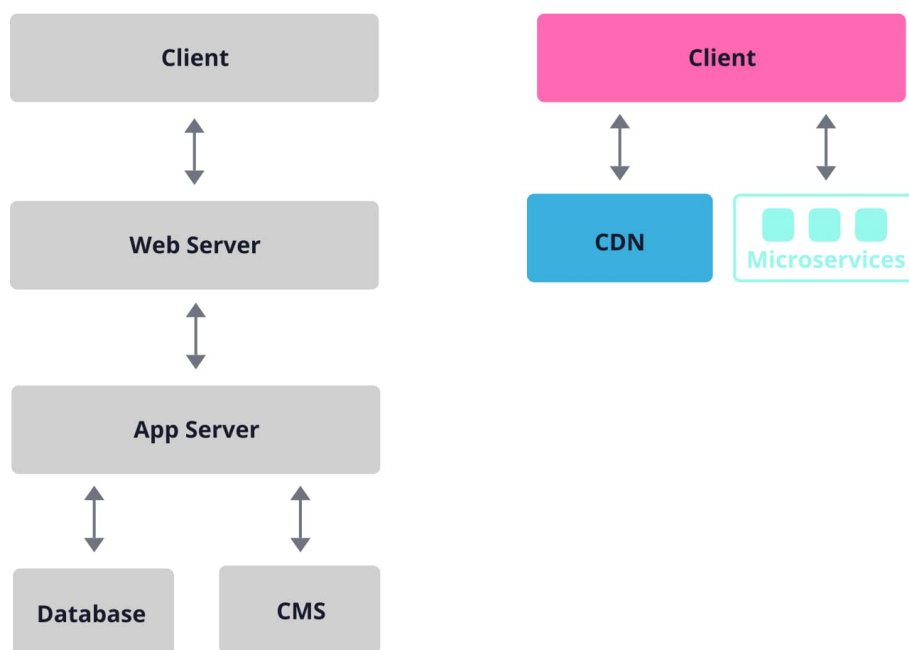 Client
Web Server
App Server
Database
CMS
Client
CDN
Microservices